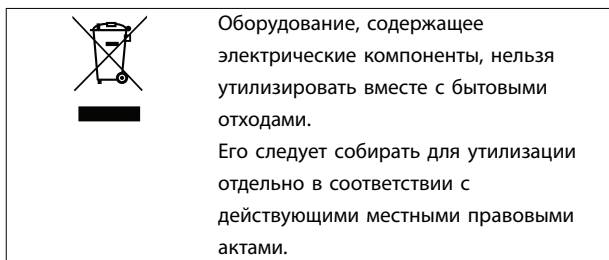 Оборудование, содержащее
электрические компоненты, нельзя
утилизировать вместе с бытовыми
отходами.
Его следует собирать для утилизации
отдельно в соответствии с
действующими местными правовыми
актами.